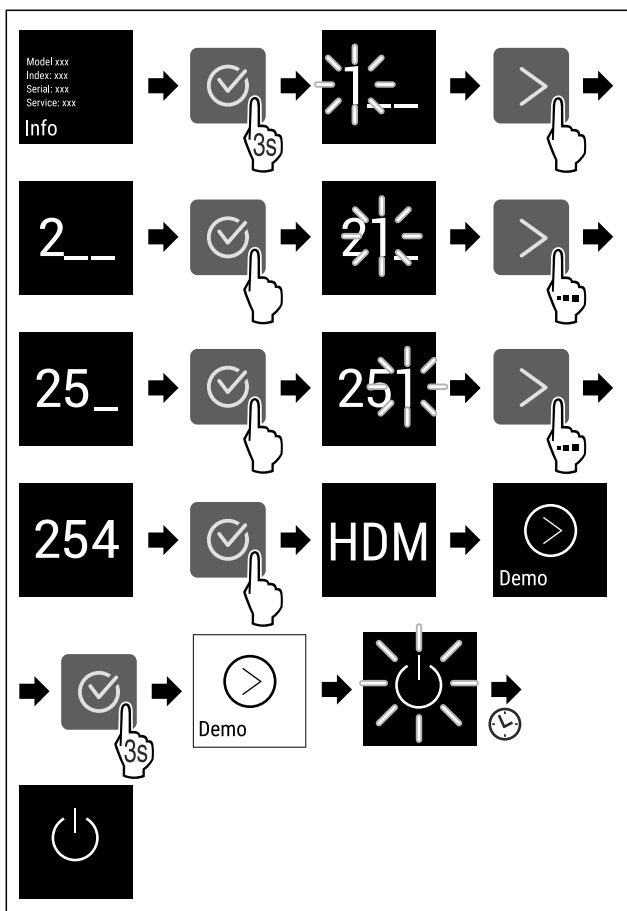 Model xxx
Index: xxx
Serial: xxx
Service: xxx
Info
3s
1__
2__
21_
25_
251
254
HDM
Demo
3s
Demo